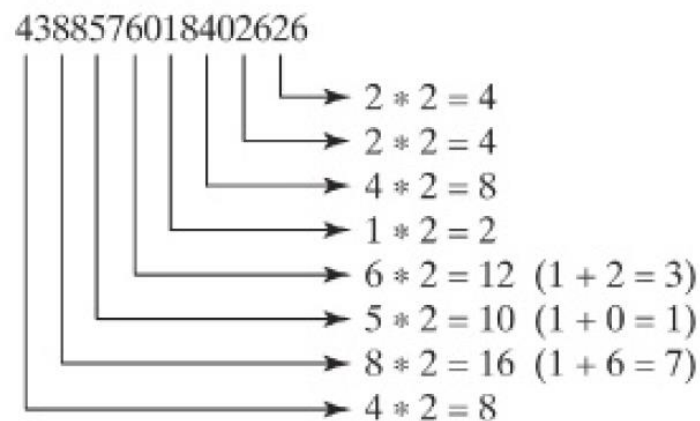 4388576018402626
2 * 2 = 4
2 * 2 = 4
4 * 2 = 8
1 * 2 = 2
6 * 2 = 12 (1 + 2 = 3)
5 * 2 = 10 (1 + 0 = 1)
8 * 2 = 16 (1 + 6 = 7)
4 * 2 = 8